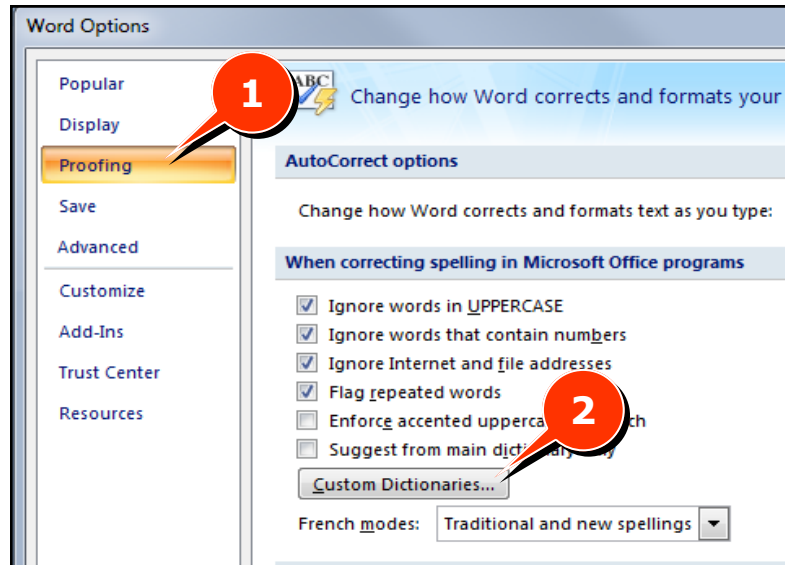 Word Options
Popular
Display
Proofing
Save
Advanced
Customize
Add-Ins
Trust Center
Resources
1
ABC
Change how Word corrects and formats your
AutoCorrect options
Change how Word corrects and formats text as you type:
When correcting spelling in Microsoft Office programs
Ignore words in UPPERCASE
Ignore words that contain numbers
Ignore Internet and file addresses
Flag repeated words
Enforce accented upperca ch
Suggest from main
2
Custom Dictionaries...
French modes: Traditional and new spellings